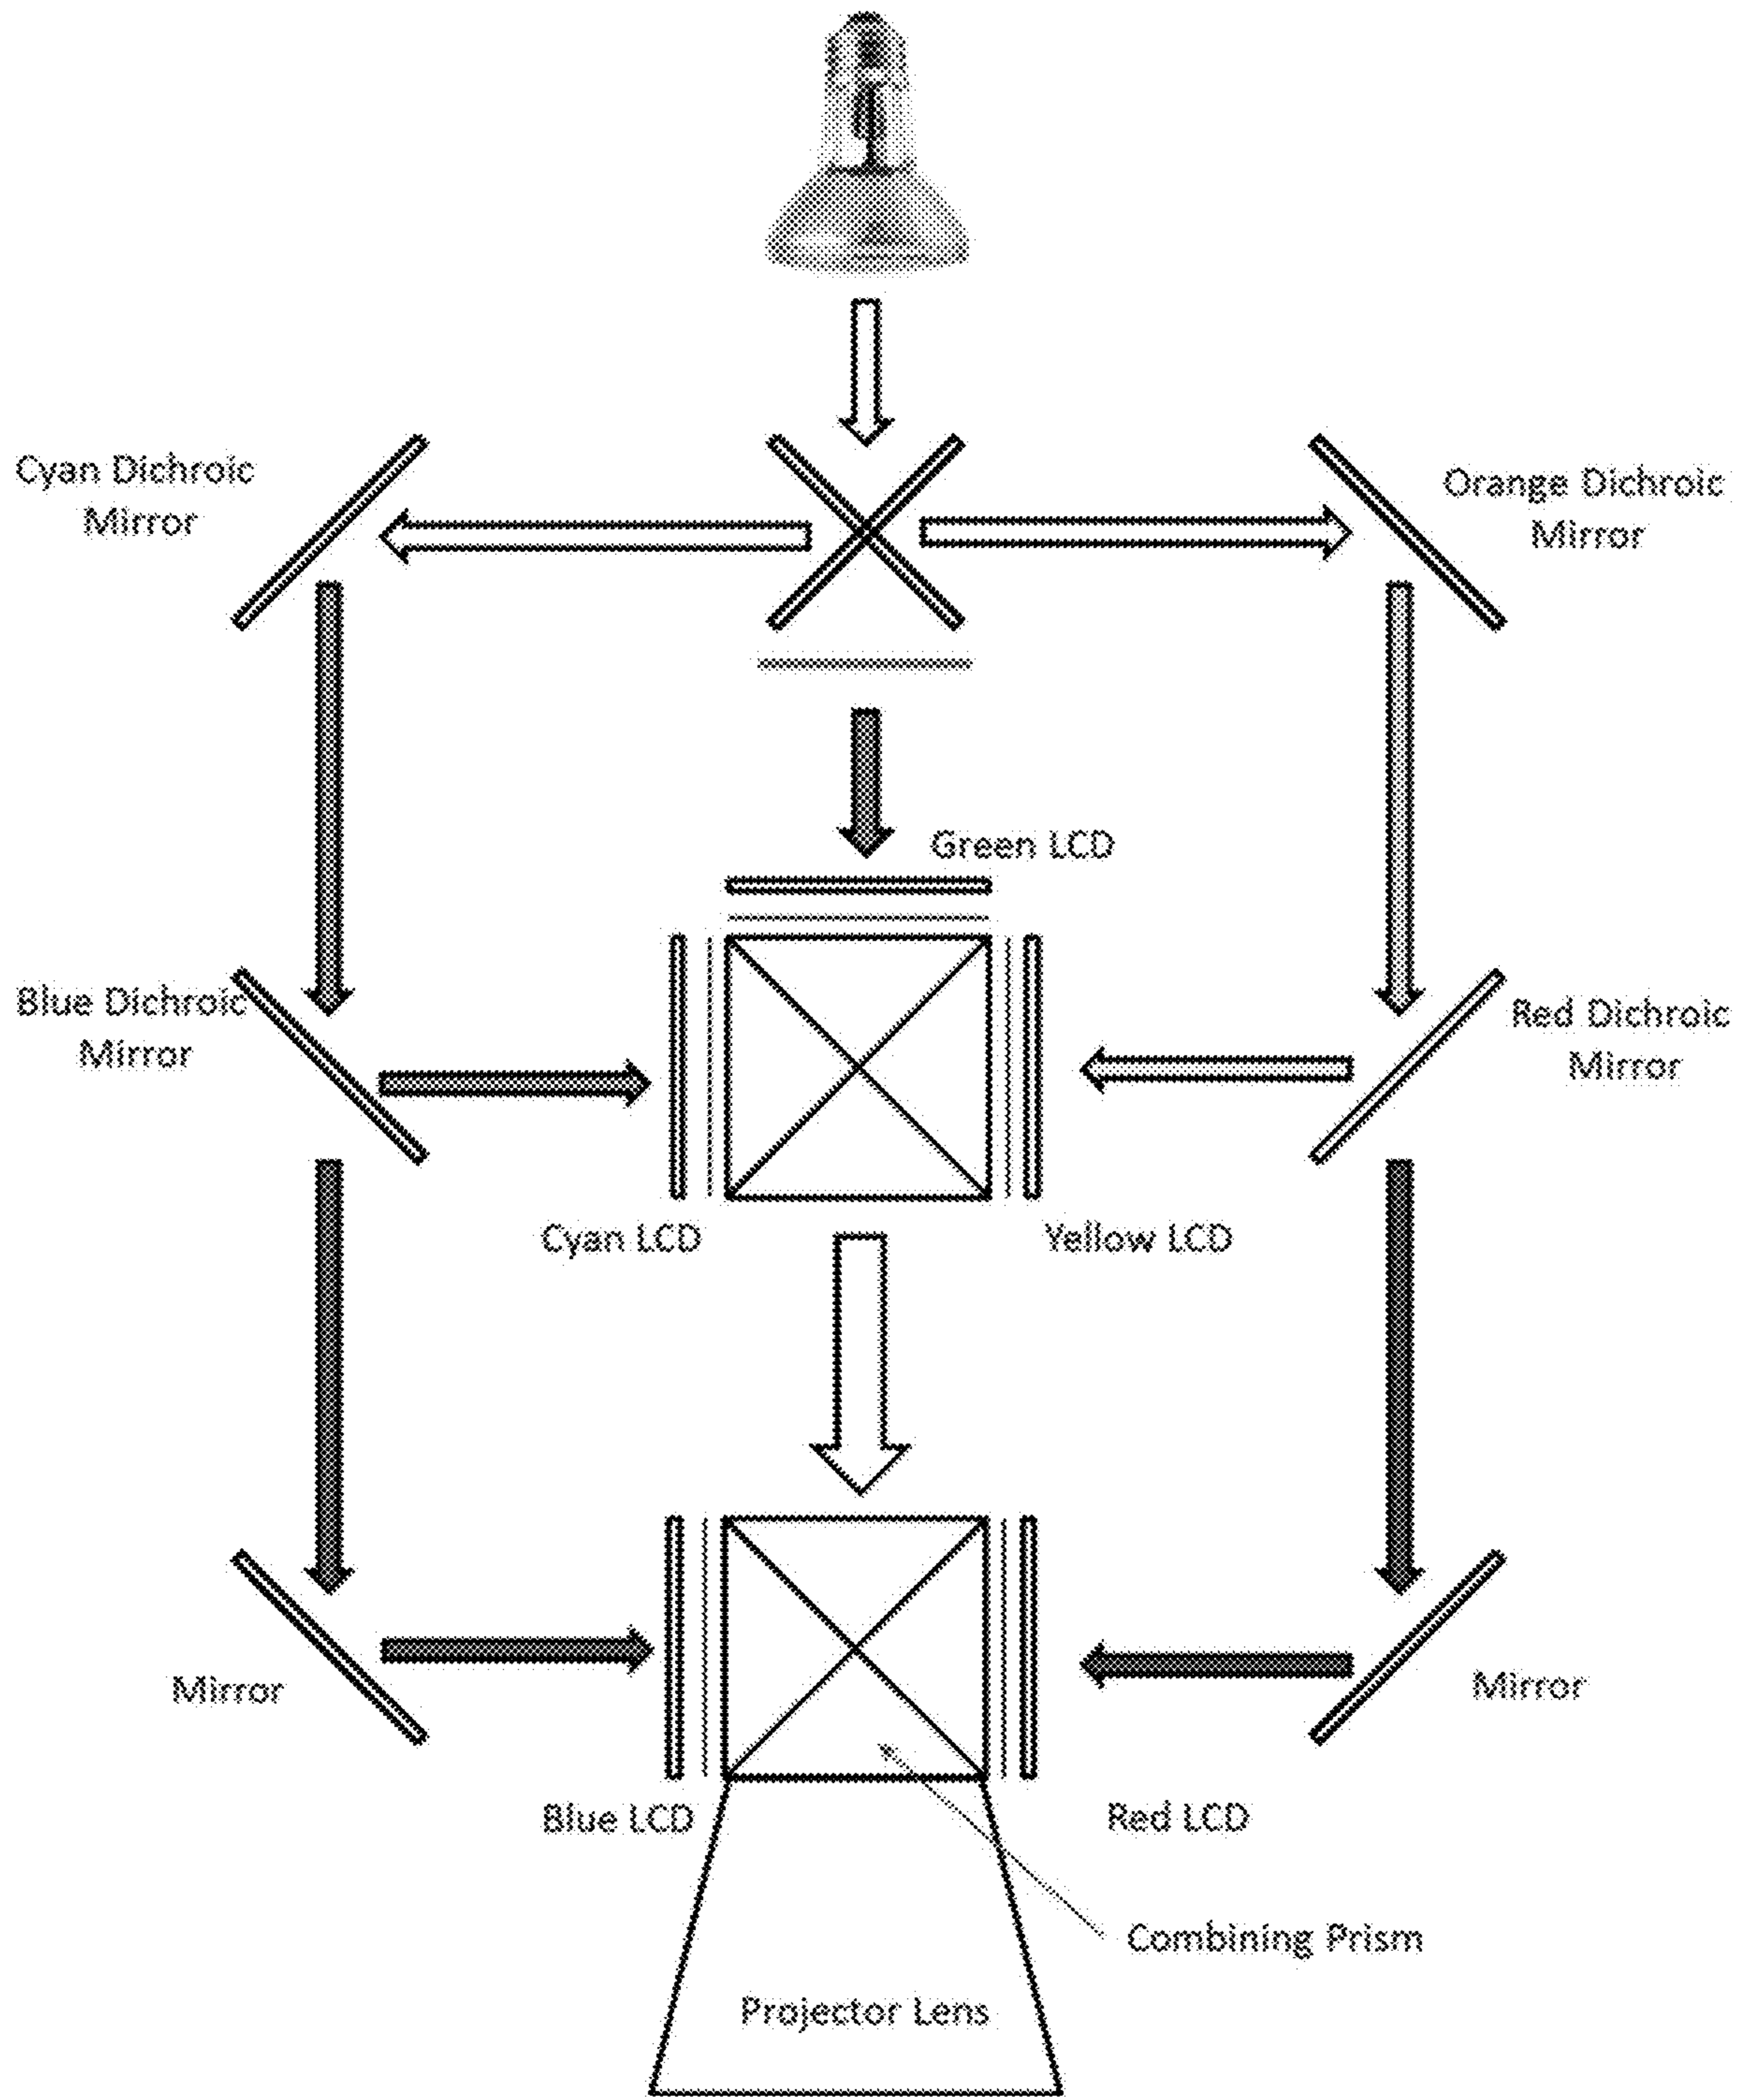 Cyan Dichroic
Mirror
Orange Dichroic
Mirror
Green LCD
Blue Dichroic
Mirror
Red Dichroic
Mirror
Cyan LCD
Yellow LCD
Mirror
Mirror
Blue LCD
Red LCD
Combining Prism
Projector Lens